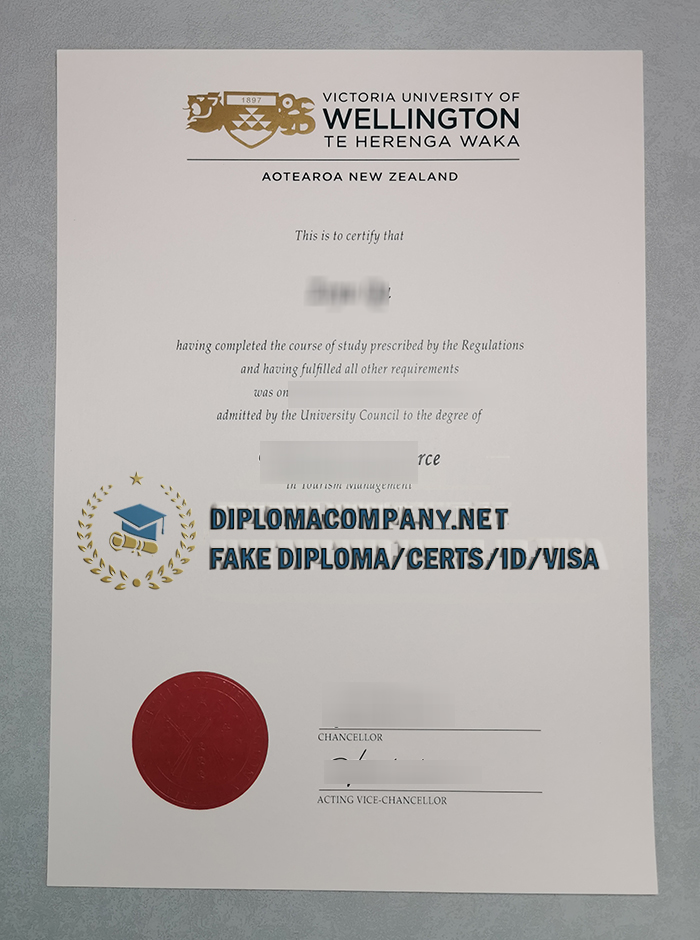 1897
VICTORIA UNIVERSITY OF
WELLINGTON
TE HERENGA WAKA
AOTEAROA NEW ZEALAND
This is to certify that
having completed the course of study prescribed by the Regulations
and having fulfilled all other requirements
was on
admitted by the University Council to the degree of
rce
in Tourism Management
DIPLOMACOMPANY.NET
FAKE DIPLOMA/CERTS/ID/VISA
CHANCELLOR
ACTING VICE-CHANCELLOR